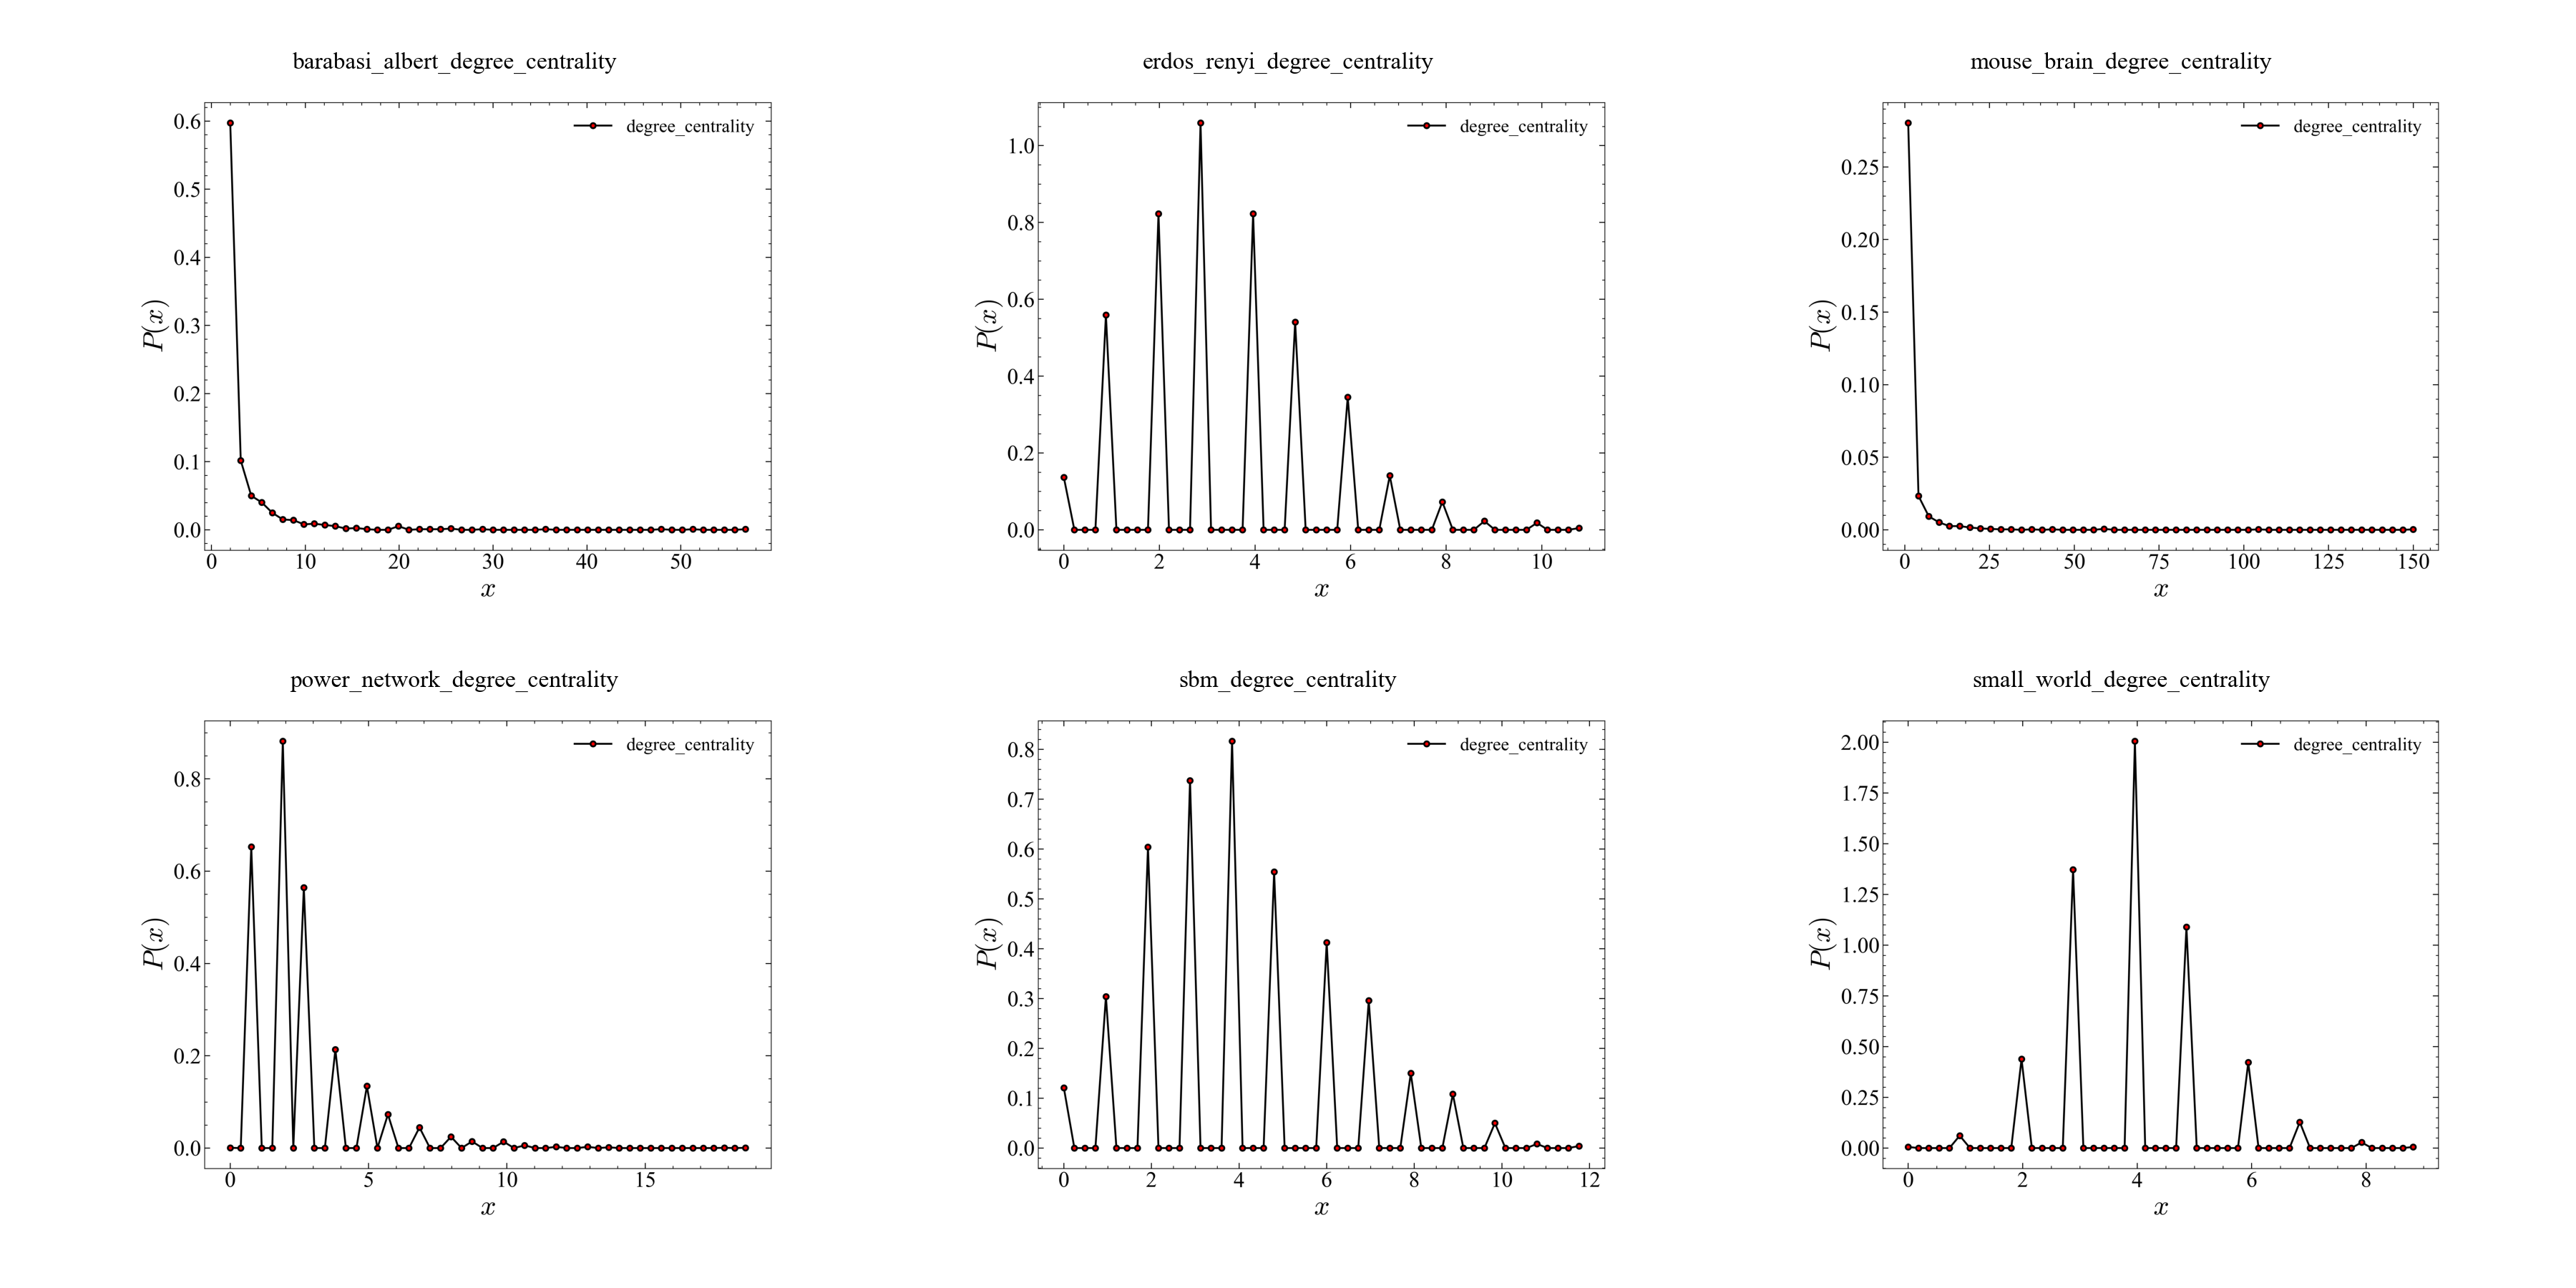 barabasi_albert_degree_centrality
degree_centrality
0.6
0.5
0.4
0.3
0.2
0.1
0.0
P(x)
0 10 20 30 40 50
x
erdos_renyi_degree_centrality
degree_centrality
1.0
0.8
0.6
0.4
0.2
0.0
P(x)
0 2 4 6 8 10
x
mouse_brain_degree_centrality
degree_centrality
0.25
0.20
0.15
0.10
0.05
0.00
P(x)
0 25 50 75 100 125 150
x
power_network_degree_centrality
degree_centrality
0.8
0.6
0.4
0.2
0.0
P(x)
0 5 10 15
x
sbm_degree_centrality
degree_centrality
0.8
0.7
0.6
0.5
0.4
0.3
0.2
0.1
0.0
P(x)
0 2 4 6 8 10 12
x
small_world_degree_centrality
degree_centrality
2.00
1.75
1.50
1.25
1.00
0.75
0.50
0.25
0.00
P(x)
0 2 4 6 8
x